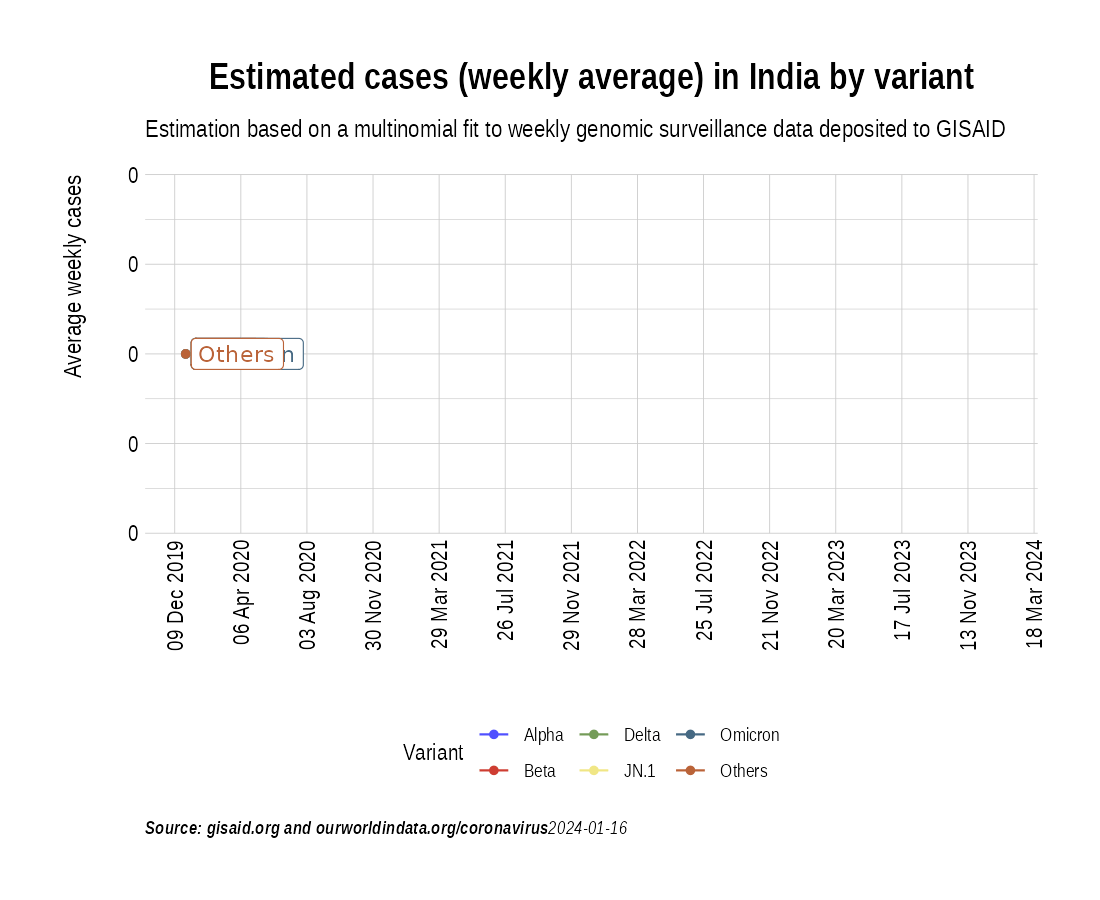 Estimated cases (weekly average) in India by variant
Estimation based on a multinomial fit to weekly genomic surveillance data deposited to GISAID
Average weekly cases
0
0
0
0
0
Others
n
09 Dec 2019
06 Apr 2020
03 Aug 2020
30 Nov 2020
29 Mar 2021
26 Jul 2021
29 Nov 2021
28 Mar 2022
25 Jul 2022
21 Nov 2022
20 Mar 2023
17 Jul 2023
13 Nov 2023
18 Mar 2024
Variant
Alpha Delta Omicron
Beta JN.1 Others
Source: gisaid.org and ourworldindata.org/coronavirus2024-01-16